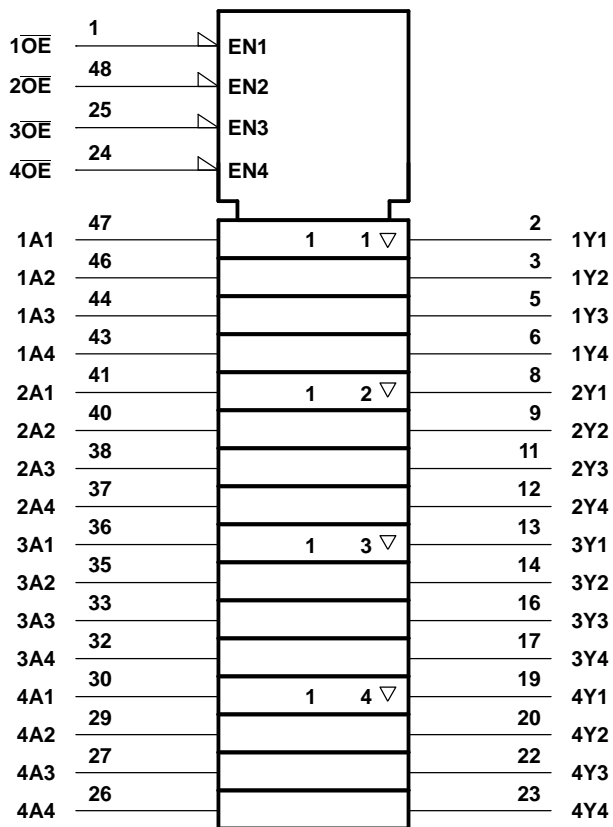 1O̅E̅ 1 EN1
2O̅E̅ 48 EN2
3O̅E̅ 25 EN3
4O̅E̅ 24 EN4
1A1 47 1 1 ▽ 2 1Y1
1A2 46 3 1Y2
1A3 44 5 1Y3
1A4 43 6 1Y4
2A1 41 1 2 ▽ 8 2Y1
2A2 40 9 2Y2
2A3 38 11 2Y3
2A4 37 12 2Y4
3A1 36 1 3 ▽ 13 3Y1
3A2 35 14 3Y2
3A3 33 16 3Y3
3A4 32 17 3Y4
4A1 30 1 4 ▽ 19 4Y1
4A2 29 20 4Y2
4A3 27 22 4Y3
4A4 26 23 4Y4